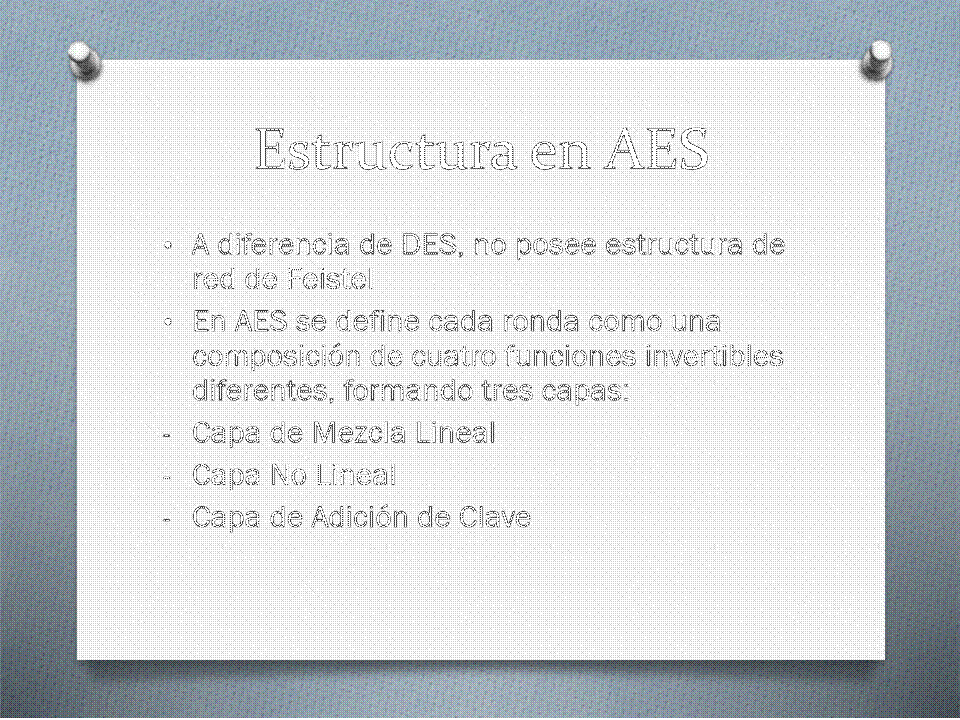 Estructura en AES
• A diferencia de DES, no posee estructura de
red de Feistel
• En AES se define cada ronda como una
composición de cuatro funciones invertibles
diferentes, formando tres capas:
- Capa de Mezcla Lineal
- Capa No Lineal
- Capa de Adición de Clave